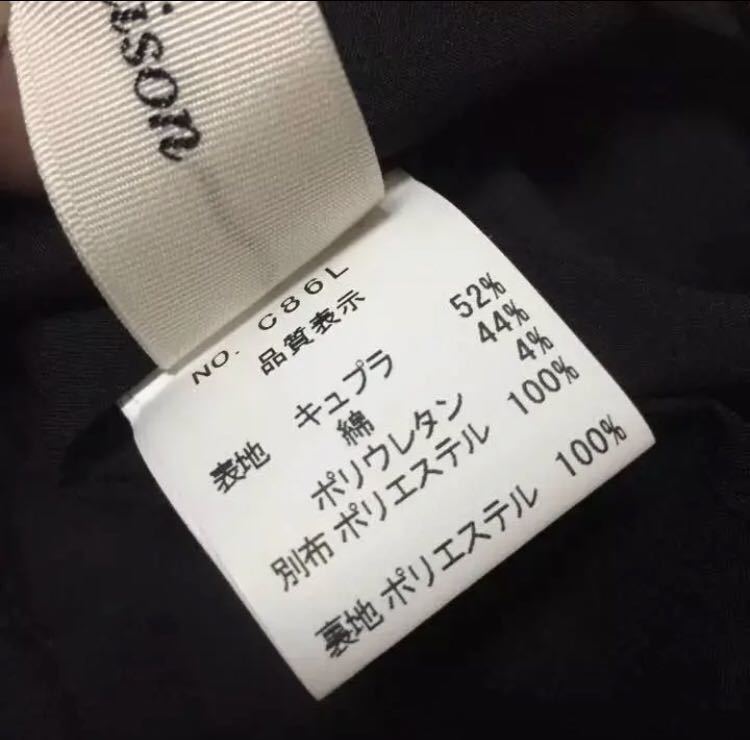 ison
NO. C86L
品質表示
表地 キュプラ 52%
綿 44%
ポリウレタン 4%
別布 ポリエステル 100%
裏地 ポリエステル 100%